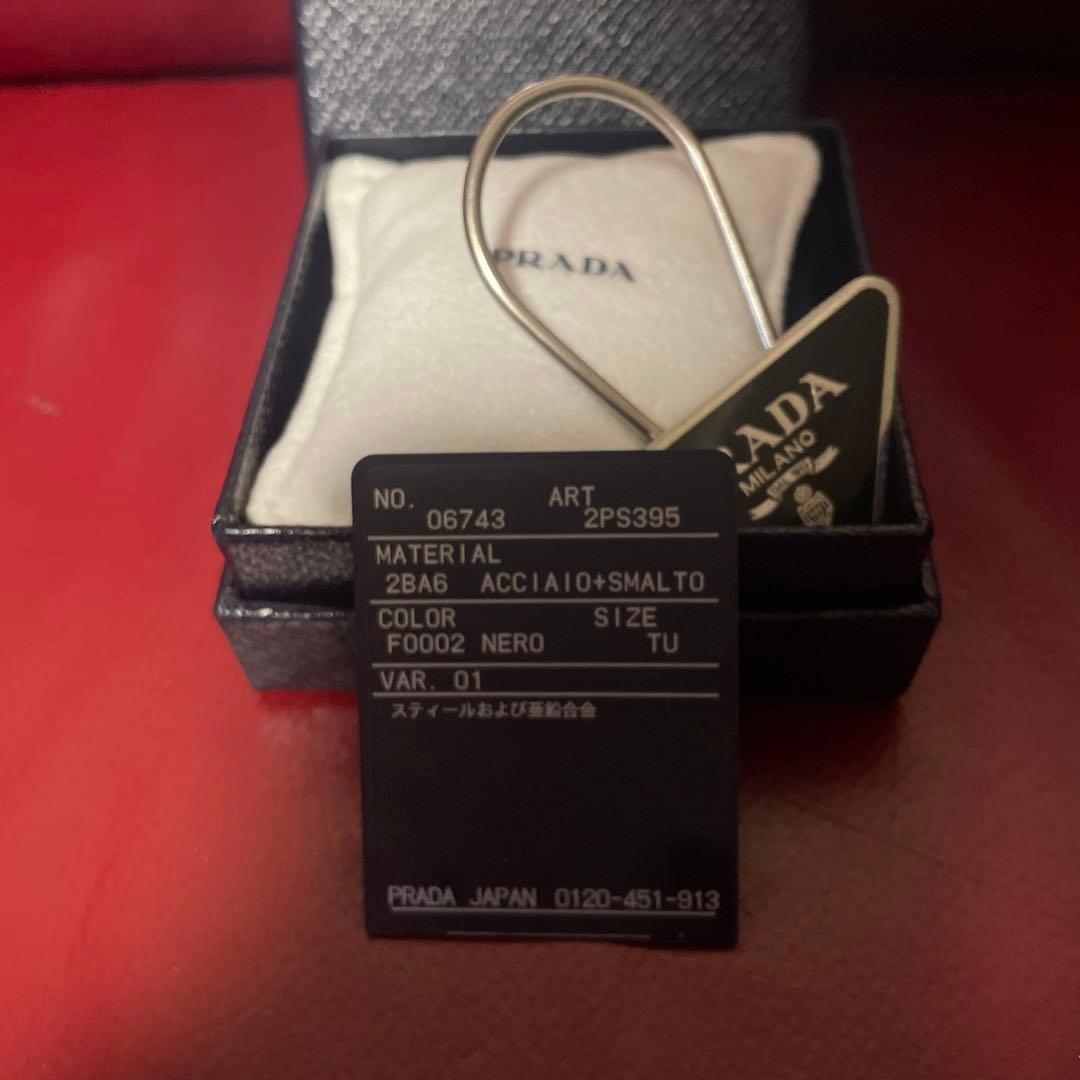 PRADA
RADA
MILANO
NO. ART
06743 2PS395
MATERIAL
2BA6 ACCIAIO+SMALTO
COLOR SIZE
F0002 NERO TU
VAR. 01
スティールおよび亜鉛合金
PRADA JAPAN 0120-451-913